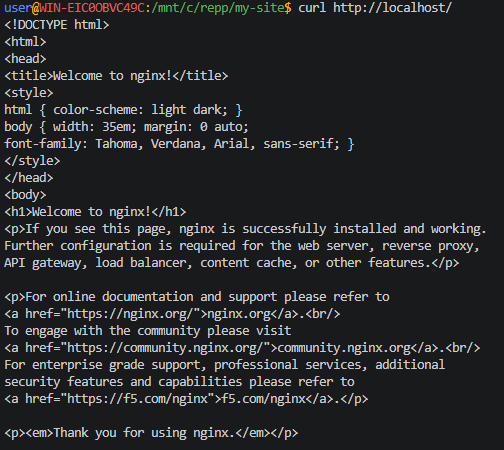 user@WIN-EIC0OBVC49C:/mnt/c/repp/my-site$ curl http://localhost/
<!DOCTYPE html>
<html>
<head>
<title>Welcome to nginx!</title>
<style>
html { color-scheme: light dark; }
body { width: 35em; margin: 0 auto;
font-family: Tahoma, Verdana, Arial, sans-serif; }
</style>
</head>
<body>
<h1>Welcome to nginx!</h1>
<p>If you see this page, nginx is successfully installed and working.
Further configuration is required for the web server, reverse proxy,
API gateway, load balancer, content cache, or other features.</p>

<p>For online documentation and support please refer to
<a href="https://nginx.org/">nginx.org</a>.<br/>
To engage with the community please visit
<a href="https://community.nginx.org/">community.nginx.org</a>.<br/>
For enterprise grade support, professional services, additional
security features and capabilities please refer to
<a href="https://f5.com/nginx">f5.com/nginx</a>.</p>

<p><em>Thank you for using nginx.</em></p>